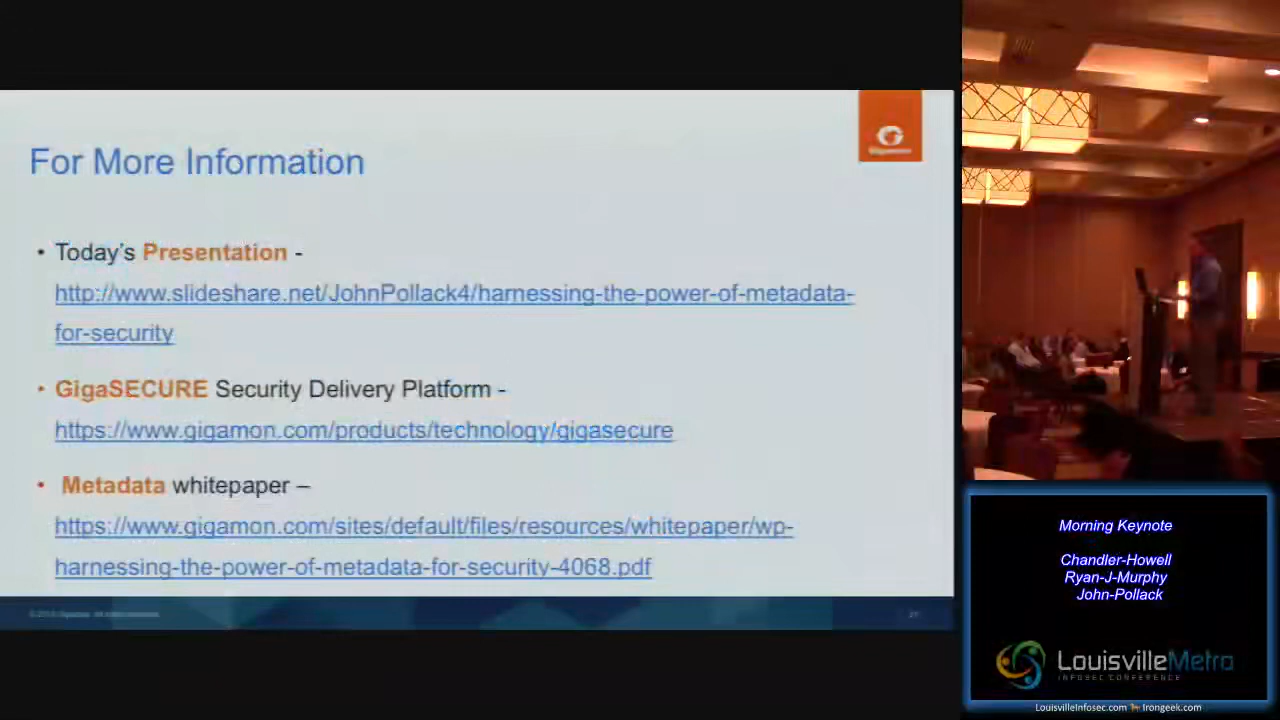 For More Information
• Today's Presentation -
http://www.slideshare.net/JohnPollack4/harnessing-the-power-of-metadata-
for-security
• GigaSECURE Security Delivery Platform -
https://www.gigamon.com/products/technology/gigasecure
• Metadata whitepaper –
https://www.gigamon.com/sites/default/files/resources/whitepaper/wp-
harnessing-the-power-of-metadata-for-security-4068.pdf
Morning Keynote
Chandler-Howell
Ryan-J-Murphy
John-Pollack
LouisvilleMetro
INFOSEC CONFERENCE
LouisvilleInfosec.com Irongeek.com